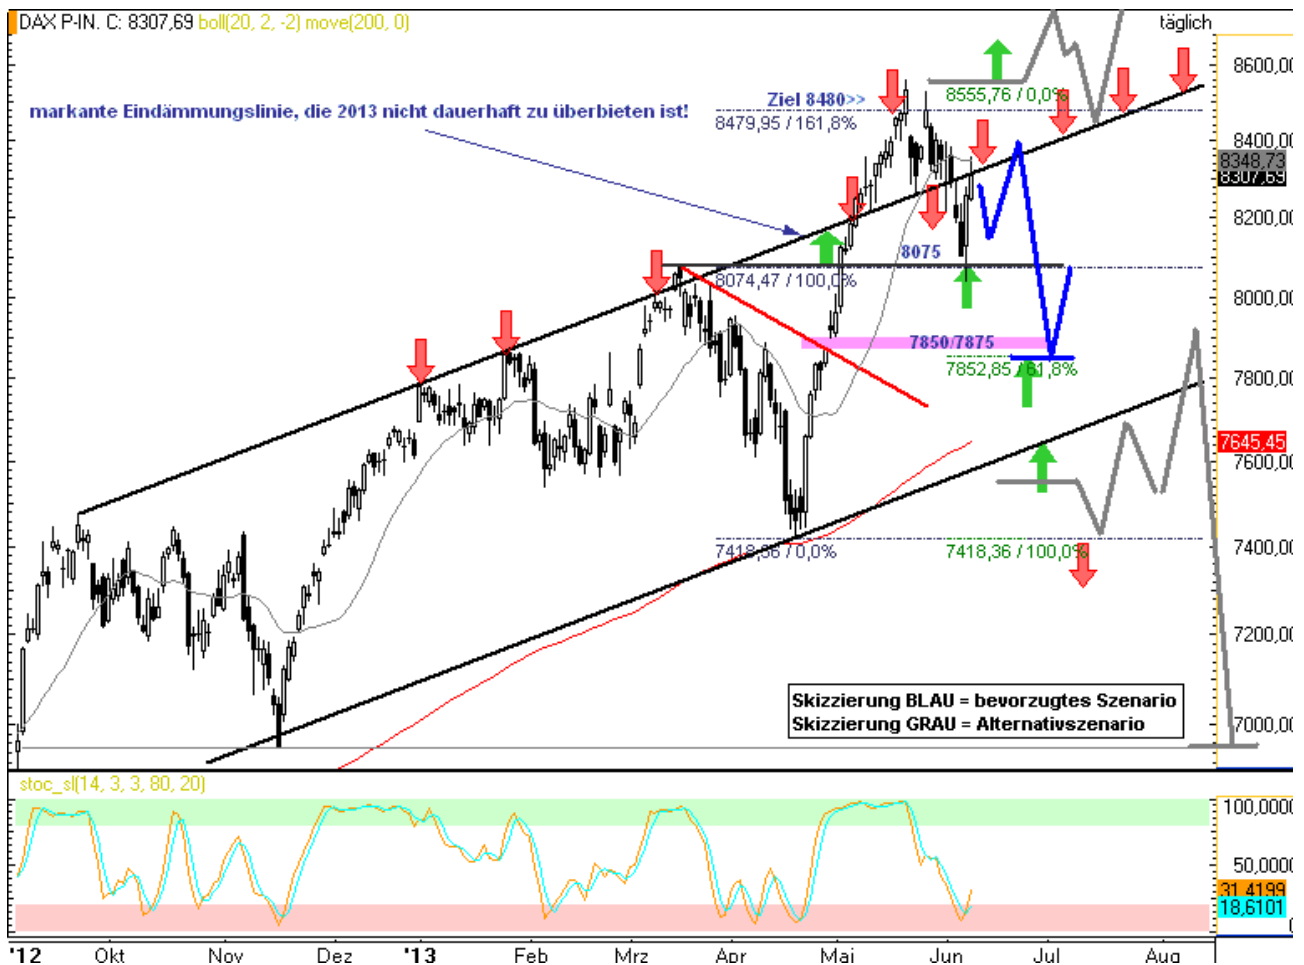 DAX P-IN. C: 8307,69 boll(20, 2, -2) move(200, 0)
täglich
8600,00
Ziel 8480>>
8555,76 / 0,0%
markante Eindämmungslinie, die 2013 nicht dauerhaft zu überbieten ist!
8479,95 / 161,8%
8400,00
8348,73
8307,69
8200,00
8075
8074,47 / 100,0%
8000,00
7850/7875
7852,85 / 61,8%
7800,00
7645,45
7600,00
7418,36 / 0,0%
7418,36 / 100,0%
7400,00
7200,00
Skizzierung BLAU = bevorzugtes Szenario
Skizzierung GRAU = Alternativszenario
7000,00
stoc_sl(14, 3, 3, 80, 20)
100,0000
50,0000
31,4199
18,6101
0
'12 Okt Nov Dez '13 Feb Mrz Apr Mai Jun Jul Aug